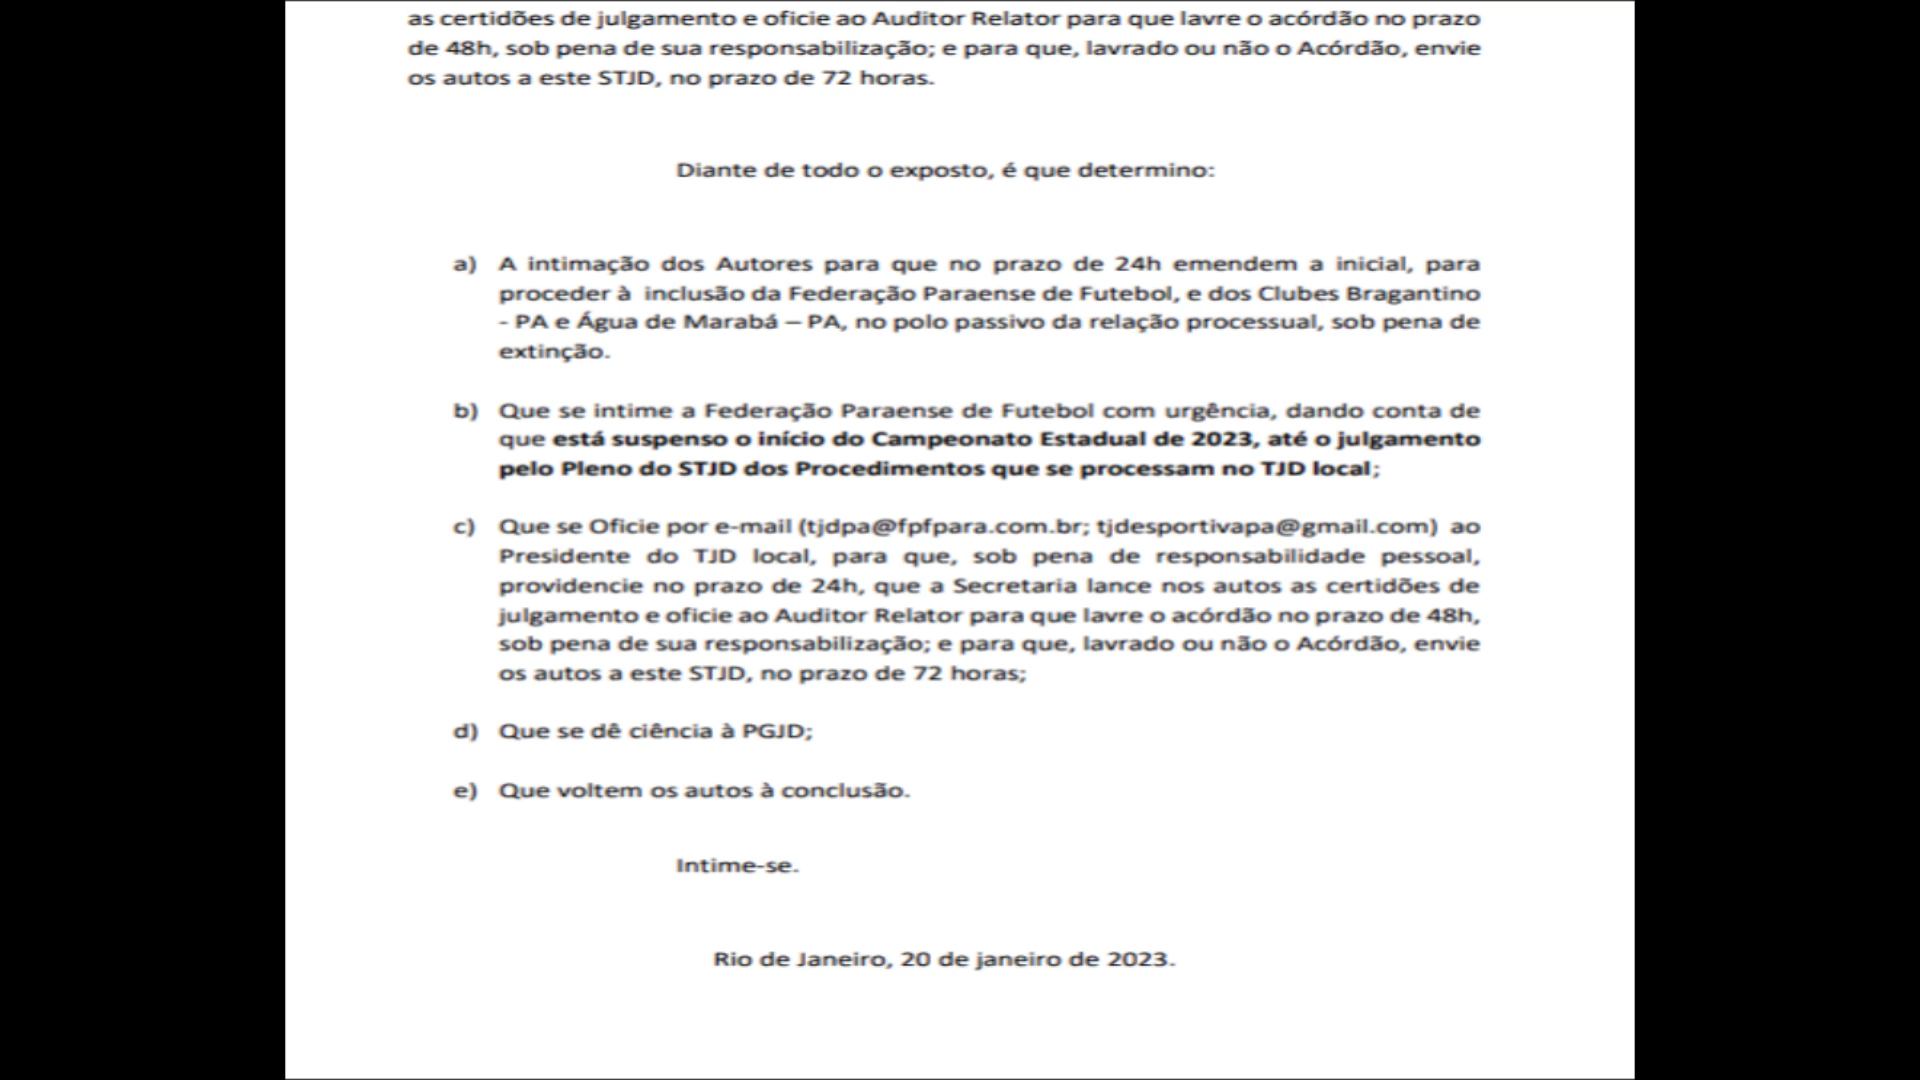 as certidões de julgamento e oficie ao Auditor Relator para que lavre o acórdão no prazo
de 48h, sob pena de sua responsabilização; e para que, lavrado ou não o Acórdão, envie
os autos a este STJD, no prazo de 72 horas.
Diante de todo o exposto, é que determino:
a) A intimação dos Autores para que no prazo de 24h emendem a inicial, para
proceder à inclusão da Federação Paraense de Futebol, e dos Clubes Bragantino
- PA e Água de Marabá – PA, no polo passivo da relação processual, sob pena de
extinção.
b) Que se intime a Federação Paraense de Futebol com urgência, dando conta de
que está suspenso o início do Campeonato Estadual de 2023, até o julgamento
pelo Pleno do STJD dos Procedimentos que se processam no TJD local;
c) Que se Oficie por e-mail (tjdpa@fpfpara.com.br; tjdesportivapa@gmail.com) ao
Presidente do TJD local, para que, sob pena de responsabilidade pessoal,
providencie no prazo de 24h, que a Secretaria lance nos autos as certidões de
julgamento e oficie ao Auditor Relator para que lavre o acórdão no prazo de 48h,
sob pena de sua responsabilização; e para que, lavrado ou não o Acórdão, envie
os autos a este STJD, no prazo de 72 horas;
d) Que se dê ciência à PGJD;
e) Que voltem os autos à conclusão.
Intime-se.
Rio de Janeiro, 20 de janeiro de 2023.